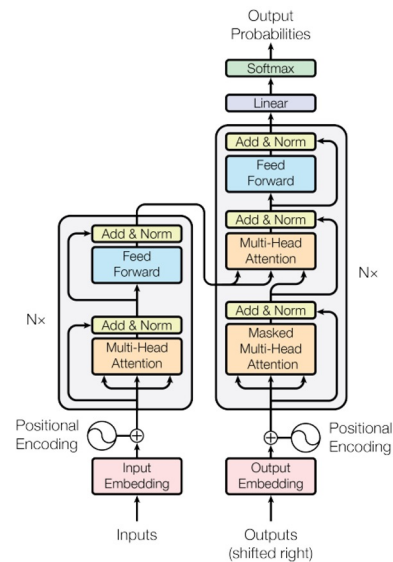 Output
Probabilities
Softmax
Linear
Add & Norm
Feed
Forward
Add & Norm
Multi-Head
Attention
Nx
Add & Norm
Masked
Multi-Head
Attention
Add & Norm
Feed
Forward
Nx
Add & Norm
Multi-Head
Attention
Positional
Encoding
Positional
Encoding
Input
Embedding
Output
Embedding
Inputs
Outputs
(shifted right)